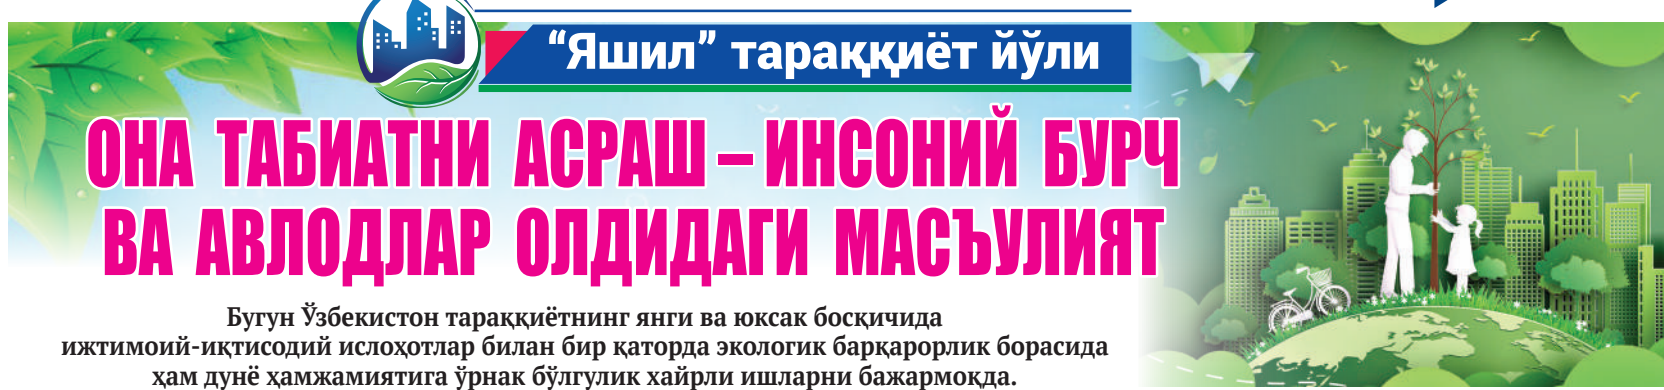 “Яшил” тараққиёт йўли
ОНА ТАБИАТНИ АСРАШ – ИНСОНИЙ БУРЧ
ВА АВЛОДЛАР ОЛДИДАГИ МАСЪУЛИЯТ
Бугун Ўзбекистон тараққиётнинг янги ва юксак босқичида
ижтимоий-иқтисодий ислоҳотлар билан бир қаторда экологик барқарорлик борасида
ҳам дунё ҳамжамиятига ўрнак бўлгулик хайрли ишларни бажармоқда.